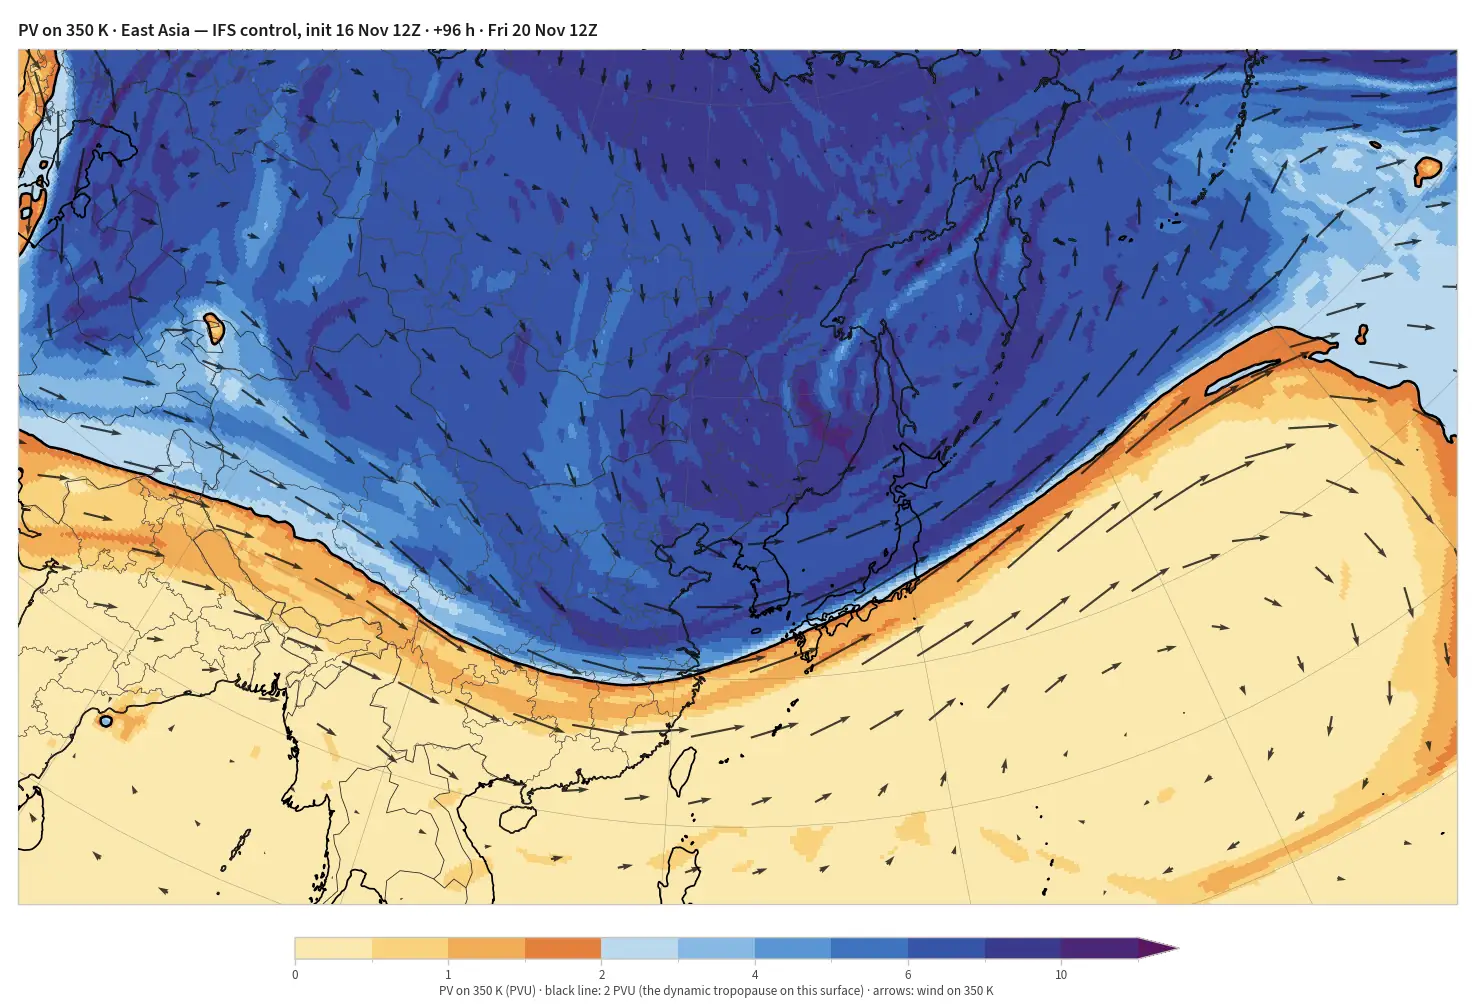 PV on 350 K · East Asia — IFS control, init 16 Nov 12Z · +96 h · Fri 20 Nov 12Z
0 1 2 4 6 10
PV on 350 K (PVU) · black line: 2 PVU (the dynamic tropopause on this surface) · arrows: wind on 350 K